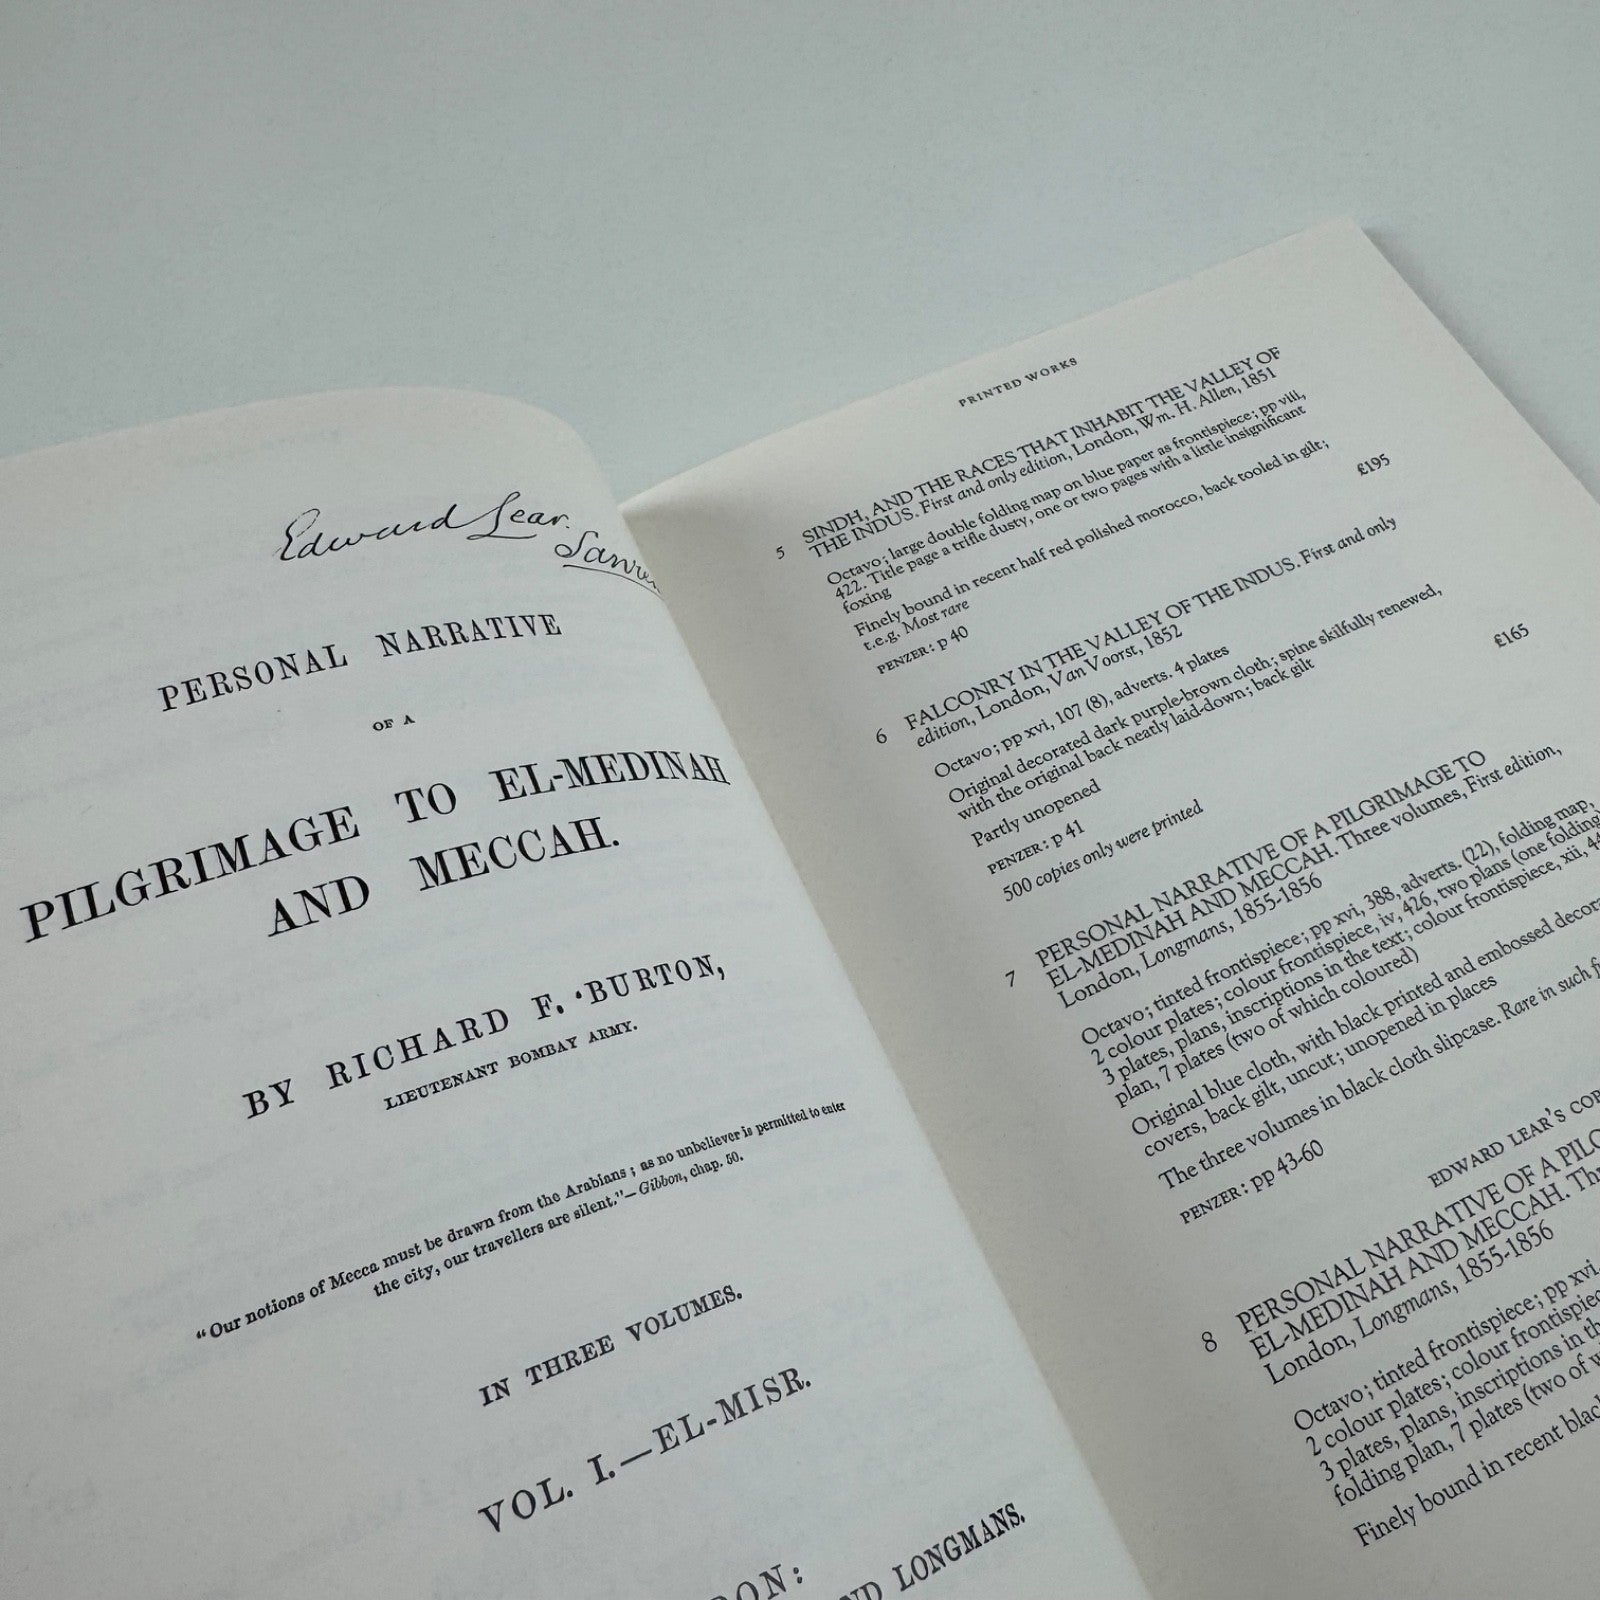 Edward Lear.
PERSONAL NARRATIVE
OF A
PILGRIMAGE TO EL-MEDINAH
AND MECCAH.
BY RICHARD F. 'BURTON,
LIEUTENANT BOMBAY ARMY.
"Our notions of Mecca must be drawn from the Arabians; as no unbeliever is permitted to enter
the city, our travellers are silent."—Gibbon, chap. 50.
IN THREE VOLUMES.
VOL. I.—EL-MISR.
LONGMANS.
PRINTED WORKS
5 SINDH, AND THE RACES THAT INHABIT THE VALLEY OF
THE INDUS. First and only edition, London, Wm. H. Allen, 1851
Octavo; large double folding map on blue paper as frontispiece; pp viii,
422. Title page a trifle dusty, one or two pages with a little insignificant
foxing
Finely bound in recent half red polished morocco, back tooled in gilt;
t.e.g. Most rare
£195
PENZER: p 40
6 FALCONRY IN THE VALLEY OF THE INDUS. First and only
edition, London, Van Voorst, 1852
Octavo; pp xvi, 107 (8), adverts. 4 plates
Original decorated dark purple-brown cloth; spine skilfully renewed,
with the original back neatly laid-down; back gilt
£165
Partly unopened
PENZER: p 41
500 copies only were printed
7 PERSONAL NARRATIVE OF A PILGRIMAGE TO
EL-MEDINAH AND MECCAH. Three volumes, First edition,
London, Longmans, 1855-1856
Octavo; tinted frontispiece; pp xvi, 388, adverts. (22), folding map,
2 colour plates; colour frontispiece, iv, 426, two plans (one folding
3 plates, plans, inscriptions in the text; colour frontispiece, xii,
plan, 7 plates (two of which coloured)
Original blue cloth, with black printed and embossed
covers, back gilt, uncut; unopened in places
The three volumes in black cloth slipcase. Rare in such
PENZER: pp 43-60
EDWARD LEAR'S
8 PERSONAL NARRATIVE OF A
EL-MEDINAH AND MECCAH.
London, Longmans, 1855-1856
Octavo; tinted frontispiece; pp xvi,
2 colour plates; colour
3 plates, plans, inscriptions in
folding plan, 7 plates (two of
Finely bound in recent